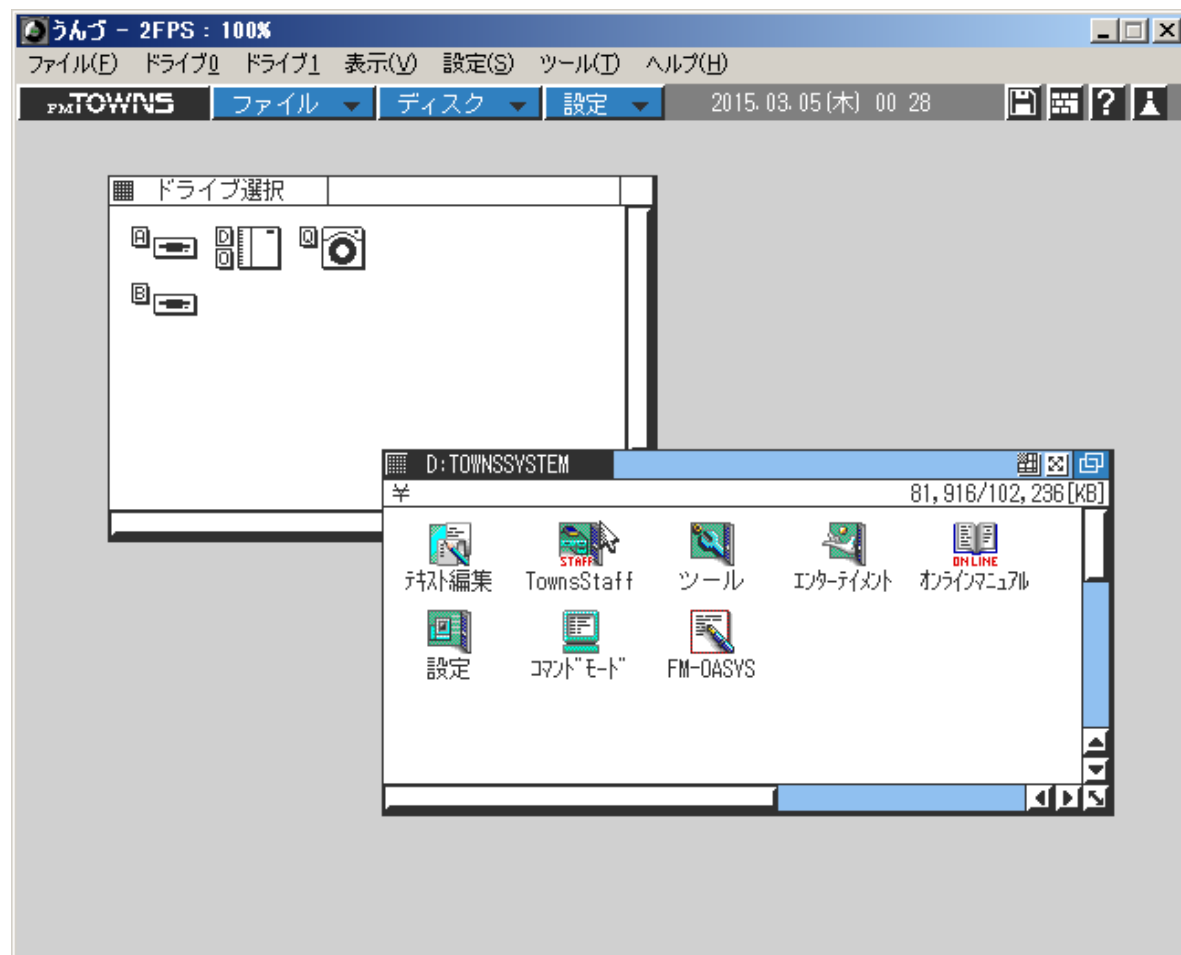 うんづ - 2FPS : 100%
ファイル(F) ドライブ0 ドライブ1 表示(V) 設定(S) ツール(T) ヘルプ(H)
FMTOWNS ファイル ディスク 設定 2015.03.05(木) 00 28 ?
ドライブ選択
A D Q
O
B
D:TOWNSSYSTEM
¥ 81,916/102,236[KB]
STAFF ONLINE
ﾃｷｽﾄ編集 TownsStaff ツール ｴﾝﾀｰﾃｲﾒﾝﾄ ｵﾝﾗｲﾝﾏﾆｭｱﾙ
設定 ｺﾏﾝﾄﾞﾓｰﾄﾞ FM-OASYS